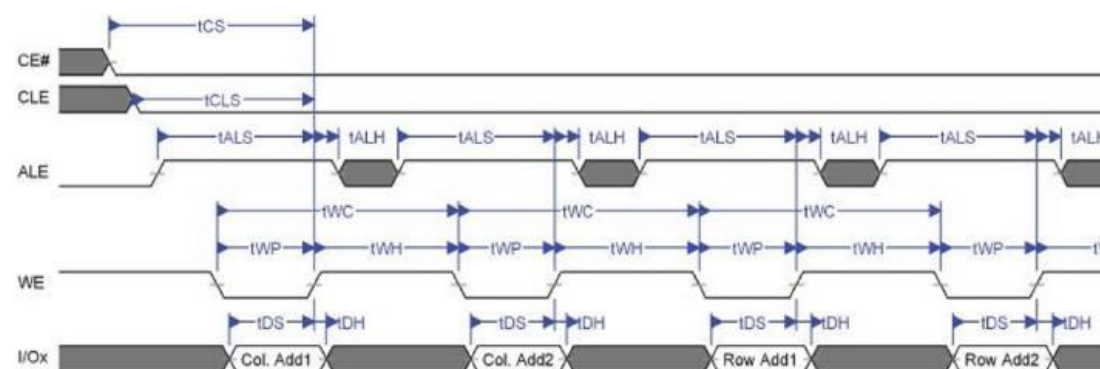 tCS
CE#
CLE
tCLS
tALS tALH tALS tALH tALS tALH tALS tALH
ALE
tWC tWC tWC
tWP tWH tWP tWH tWP tWH tWP
WE
tDS tDH tDS tDH tDS tDH tDS tDH
I/Ox Col. Add1 Col. Add2 Row Add1 Row Add2